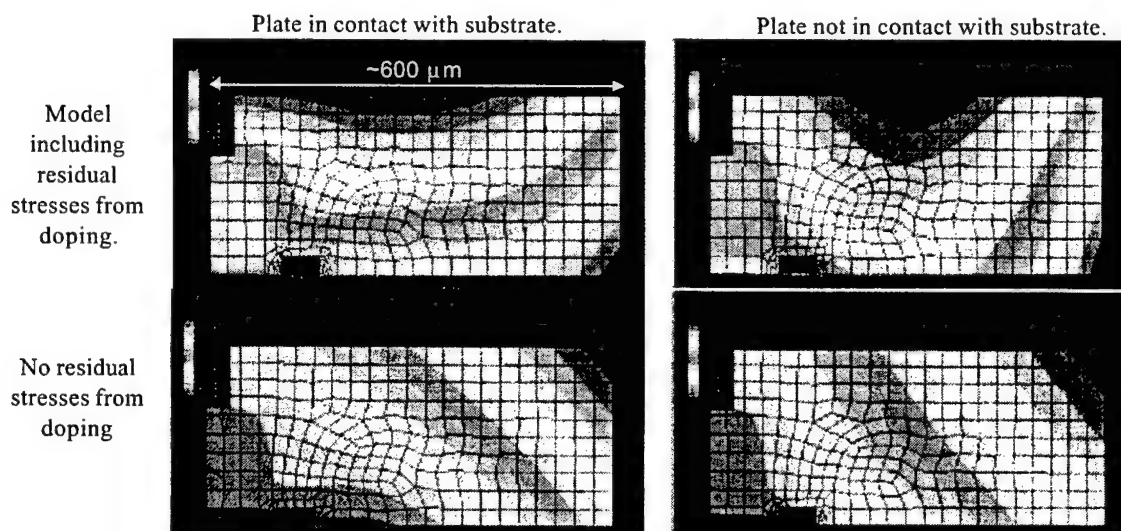 Plate in contact with substrate.
Plate not in contact with substrate.
~600 μm
Model
including
residual
stresses from
doping.
No residual
stresses from
doping